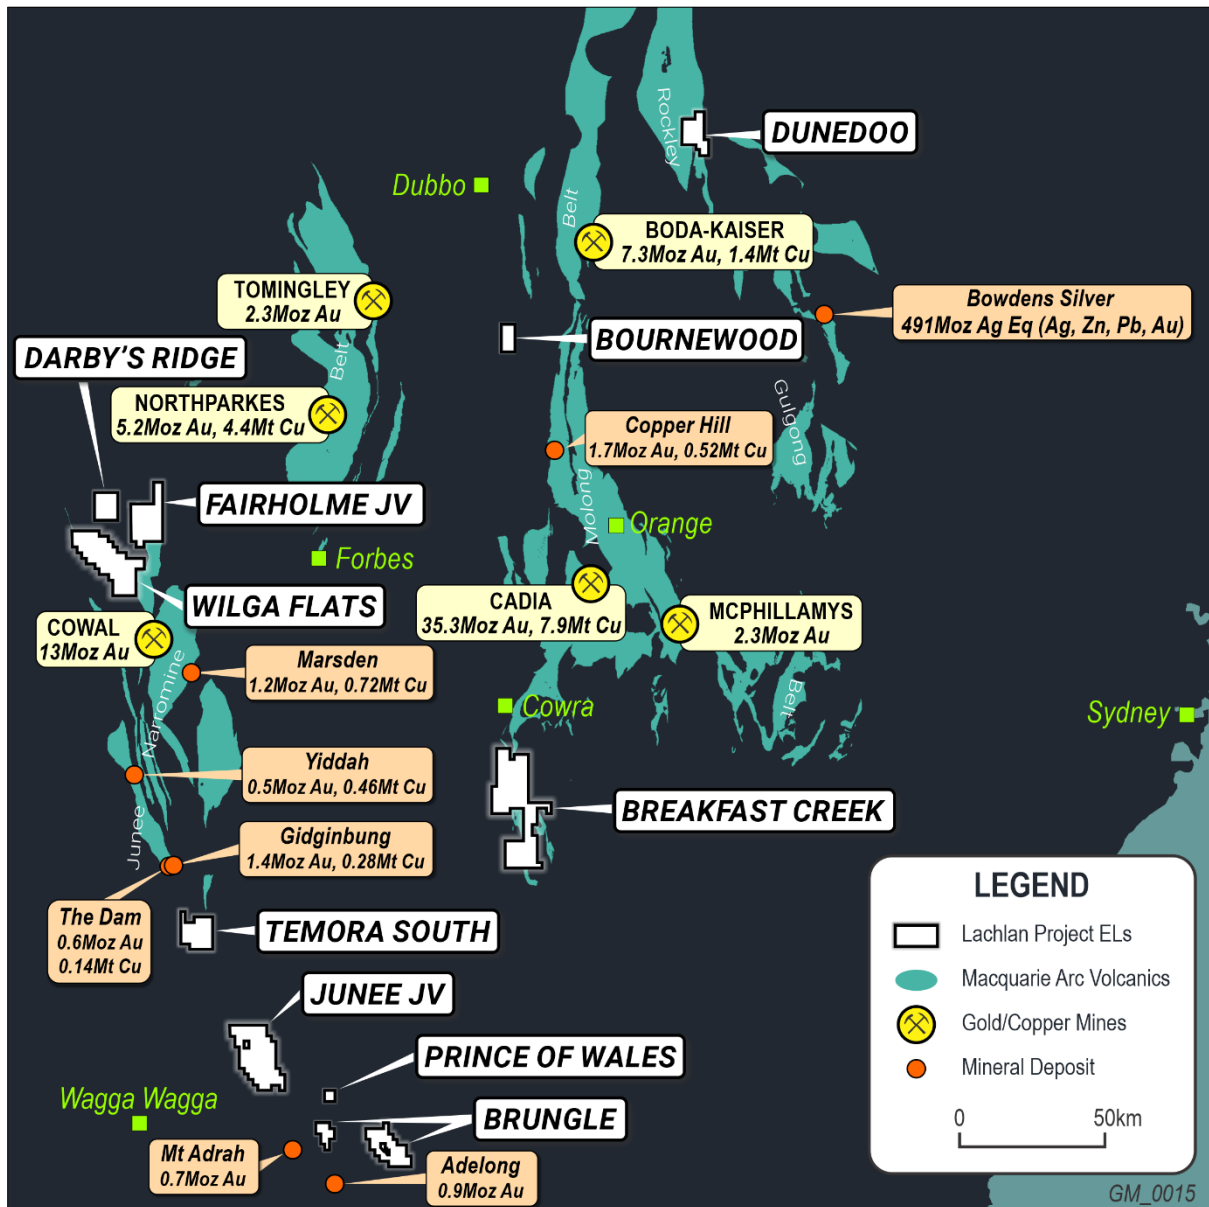 Rockley
DUNEDOO
Dubbo
Belt
BODA-KAISER
7.3Moz Au, 1.4Mt Cu
TOMINGLEY
2.3Moz Au
Bowdens Silver
491Moz Ag Eq (Ag, Zn, Pb, Au)
BOURNEWOOD
DARBY'S RIDGE
Belt
NORTHPARKES
5.2Moz Au, 4.4Mt Cu
Gulgong
Copper Hill
1.7Moz Au, 0.52Mt Cu
FAIRHOLME JV
Molong
Orange
Forbes
WILGA FLATS
CADIA
35.3Moz Au, 7.9Mt Cu
MCPHILLAMYS
2.3Moz Au
COWAL
13Moz Au
Marsden
1.2Moz Au, 0.72Mt Cu
Narromine
Belt
Cowra
Sydney
Yiddah
0.5Moz Au, 0.46Mt Cu
BREAKFAST CREEK
Junee
Gidginbung
1.4Moz Au, 0.28Mt Cu
The Dam
0.6Moz Au
0.14Mt Cu
TEMORA SOUTH
JUNEE JV
PRINCE OF WALES
Wagga Wagga
BRUNGLE
Mt Adrah
0.7Moz Au
Adelong
0.9Moz Au
LEGEND
Lachlan Project ELs
Macquarie Arc Volcanics
Gold/Copper Mines
Mineral Deposit
0 50km
GM_0015